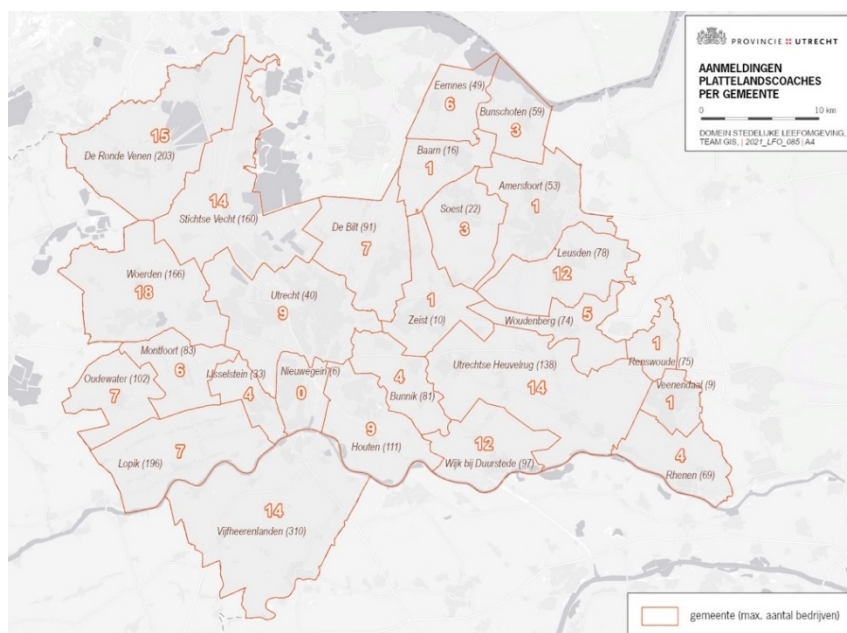 PROVINCIE UTRECHT
AANMELDINGEN
PLATTELANDSCOACHES
PER GEMEENTE
0 10 km
DOMEIN STEDELIJKE LEEFOMGEVING,
TEAM GIS, | 2021_LFO_085 | A4
Eemnes (49)
6
Bunschoten (59)
3
15
De Ronde Venen (203)
Baarn (16)
1
Amersfoort (53)
1
14
Stichtse Vecht (160)
Soest (22)
3
De Bilt (91)
7
Leusden (78)
12
Woerden (166)
18
Utrecht (40)
9
1
Zeist (10)
5
Woudenberg (74)
1
Renswoude (75)
Montfoort (83)
6
IJsselstein (33)
4
Nieuwegein (6)
0
Oudewater (102)
7
4
Bunnik (81)
Utrechtse Heuvelrug (138)
14
Veenendaal (9)
1
9
Houten (111)
12
Wijk bij Duurstede (97)
4
Rhenen (69)
7
Lopik (196)
14
Vijfheerenlanden (310)
gemeente (max. aantal bedrijven)